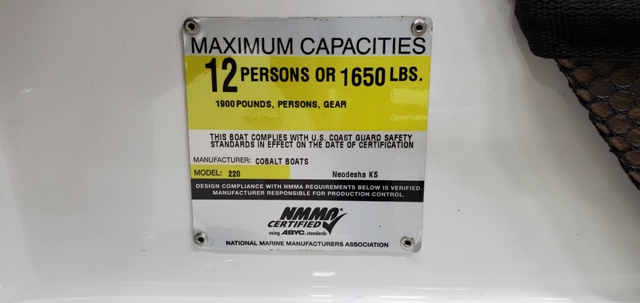 MAXIMUM CAPACITIES
12 PERSONS OR 1650 LBS.
1900 POUNDS, PERSONS, GEAR
THIS BOAT COMPLIES WITH U.S. COAST GUARD SAFETY
STANDARDS IN EFFECT ON THE DATE OF CERTIFICATION
MANUFACTURER: COBALT BOATS
MODEL: 220 Neodesha KS
DESIGN COMPLIANCE WITH NMMA REQUIREMENTS BELOW IS VERIFIED.
MANUFACTURER RESPONSIBLE FOR PRODUCTION CONTROL.
NMMA®
CERTIFIED
using ABYC. standards
NATIONAL MARINE MANUFACTURERS ASSOCIATION